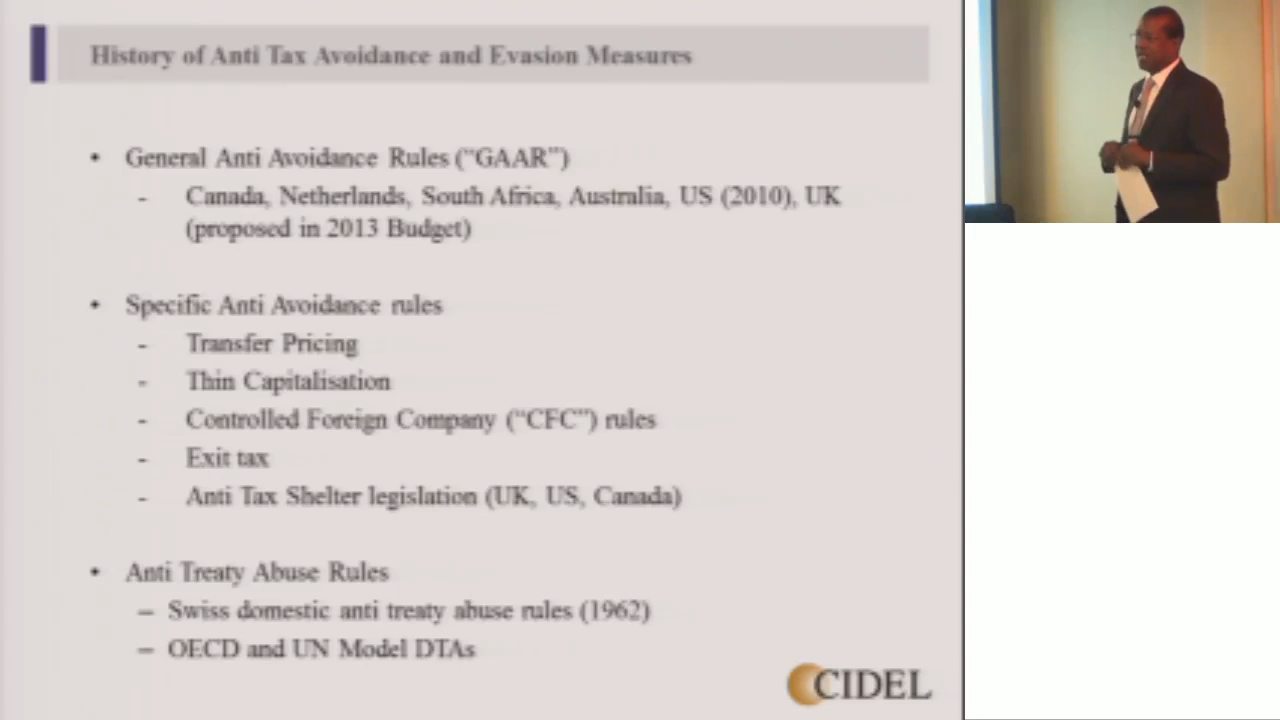 History of Anti Tax Avoidance and Evasion Measures
• General Anti Avoidance Rules (“GAAR”)
- Canada, Netherlands, South Africa, Australia, US (2010), UK
(proposed in 2013 Budget)
• Specific Anti Avoidance rules
- Transfer Pricing
- Thin Capitalisation
- Controlled Foreign Company (“CFC”) rules
- Exit tax
- Anti Tax Shelter legislation (UK, US, Canada)
• Anti Treaty Abuse Rules
– Swiss domestic anti treaty abuse rules (1962)
– OECD and UN Model DTAs
CIDEL